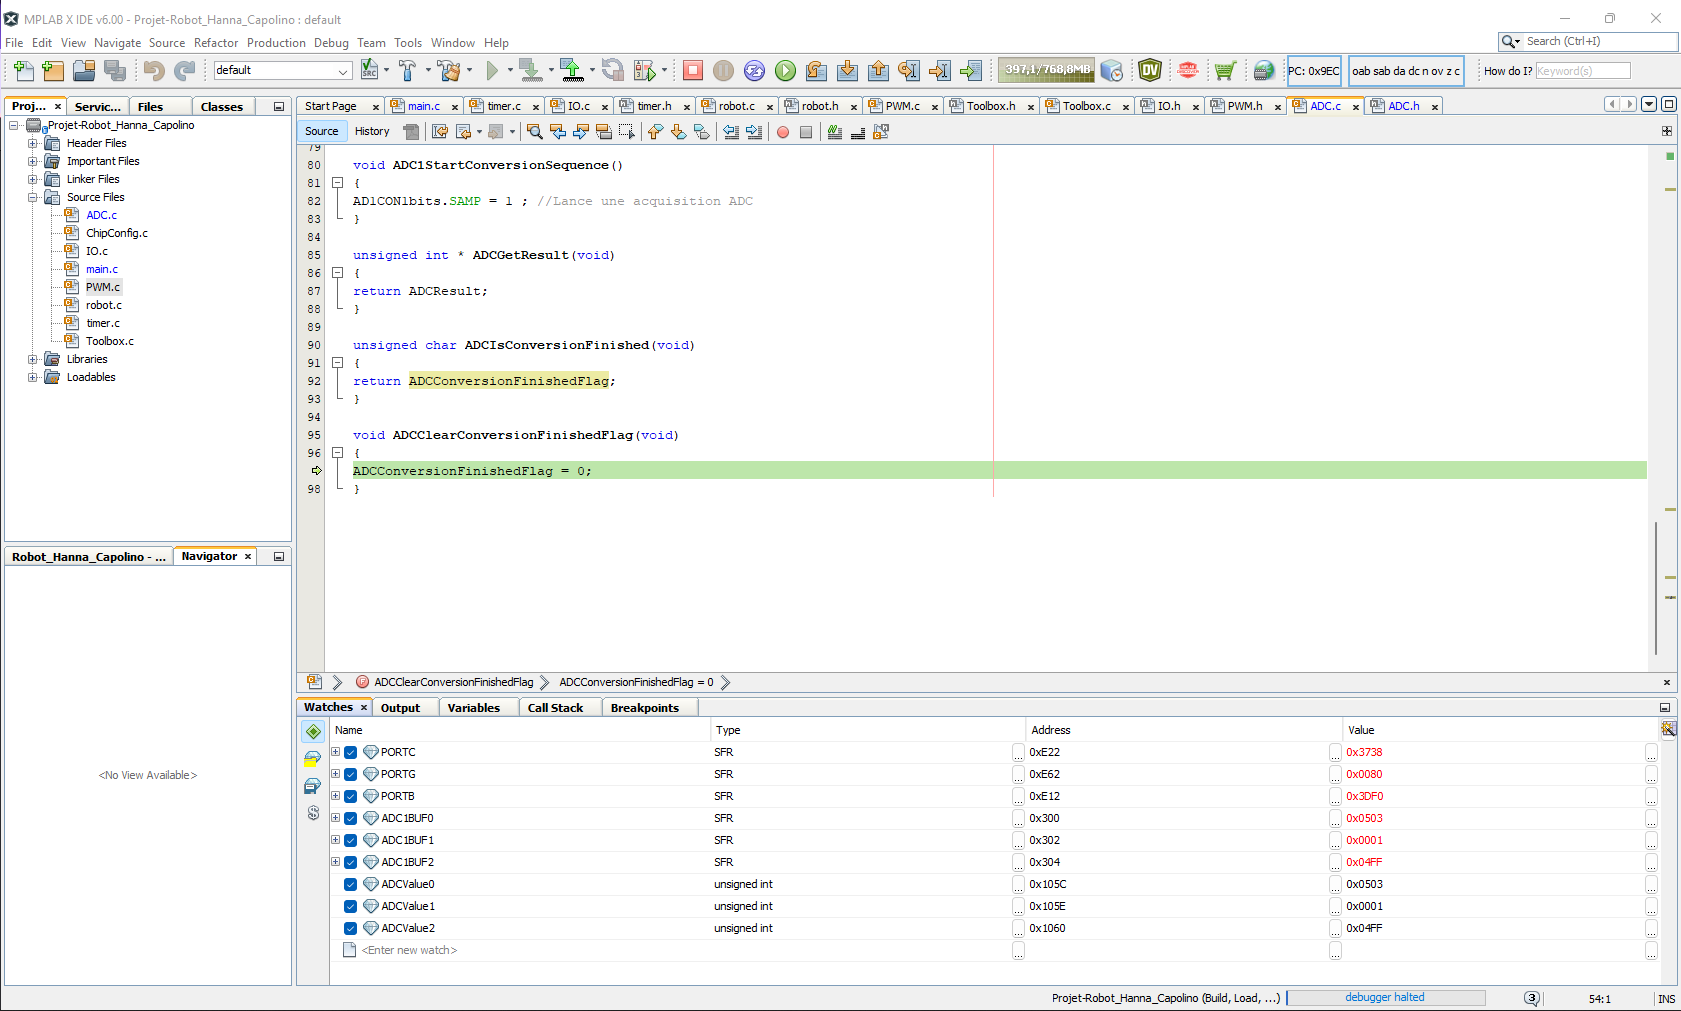 MPLAB X IDE v6.00 - Projet-Robot_Hanna_Capolino : default
File Edit View Navigate Source Refactor Production Debug Team Tools Window Help
Search (Ctrl+I)
default
397,1/768,8MB
PC: 0x9EC
oab sab da dc n ov z c
How do I? Keyword(s)
Proj... × Servic... Files Classes
Start Page main.c timer.c IO.c timer.h robot.c robot.h PWM.c Toolbox.h Toolbox.c IO.h PWM.h ADC.c ADC.h
Source History
Projet-Robot_Hanna_Capolino
Header Files
Important Files
Linker Files
Source Files
ADC.c
ChipConfig.c
IO.c
main.c
PWM.c
robot.c
timer.c
Toolbox.c
Libraries
Loadables
79
80 void ADC1StartConversionSequence()
81 {
82 AD1CON1bits.SAMP = 1 ; //Lance une acquisition ADC
83 }
84
85 unsigned int * ADCGetResult(void)
86 {
87 return ADCResult;
88 }
89
90 unsigned char ADCIsConversionFinished(void)
91 {
92 return ADCConversionFinishedFlag;
93 }
94
95 void ADCClearConversionFinishedFlag(void)
96 {
ADCConversionFinishedFlag = 0;
98 }
Robot_Hanna_Capolino - ... Navigator ×
<No View Available>
ADCClearConversionFinishedFlag ADCConversionFinishedFlag = 0
Watches × Output Variables Call Stack Breakpoints
Name Type Address Value
PORTC SFR 0xE22 0x3738
PORTG SFR 0xE62 0x0080
PORTB SFR 0xE12 0x3DF0
ADC1BUF0 SFR 0x300 0x0503
ADC1BUF1 SFR 0x302 0x0001
ADC1BUF2 SFR 0x304 0x04FF
ADCValue0 unsigned int 0x105C 0x0503
ADCValue1 unsigned int 0x105E 0x0001
ADCValue2 unsigned int 0x1060 0x04FF
<Enter new watch>
Projet-Robot_Hanna_Capolino (Build, Load, ...) debugger halted 3 54:1 INS